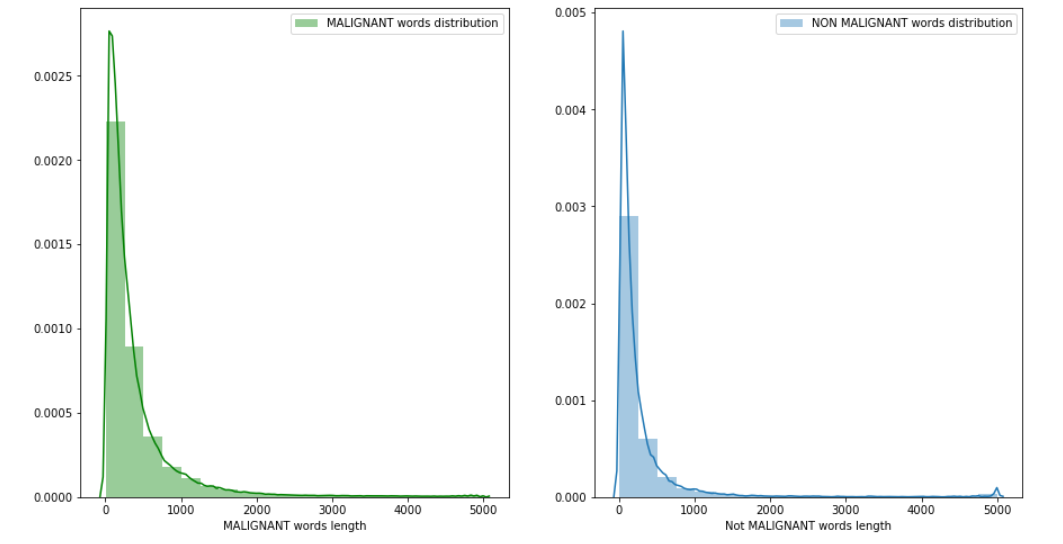 MALIGNANT words distribution
0.0025
0.0020
0.0015
0.0010
0.0005
0.0000
0 1000 2000 3000 4000 5000
MALIGNANT words length
NON MALIGNANT words distribution
0.005
0.004
0.003
0.002
0.001
0.000
0 1000 2000 3000 4000 5000
Not MALIGNANT words length